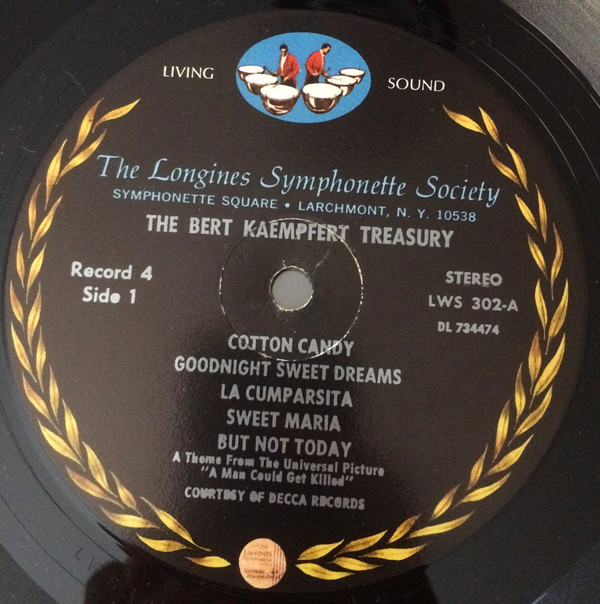 LIVING SOUND
The Longines Symphonette Society
SYMPHONETTE SQUARE • LARCHMONT, N. Y. 10538
THE BERT KAEMPFERT TREASURY
Record 4
Side 1
STEREO
LWS 302-A
DL 734474
COTTON CANDY
GOODNIGHT SWEET DREAMS
LA CUMPARSITA
SWEET MARIA
BUT NOT TODAY
A Theme From The Universal Picture
"A Man Could Get Killed"
COURTESY OF DECCA RECORDS